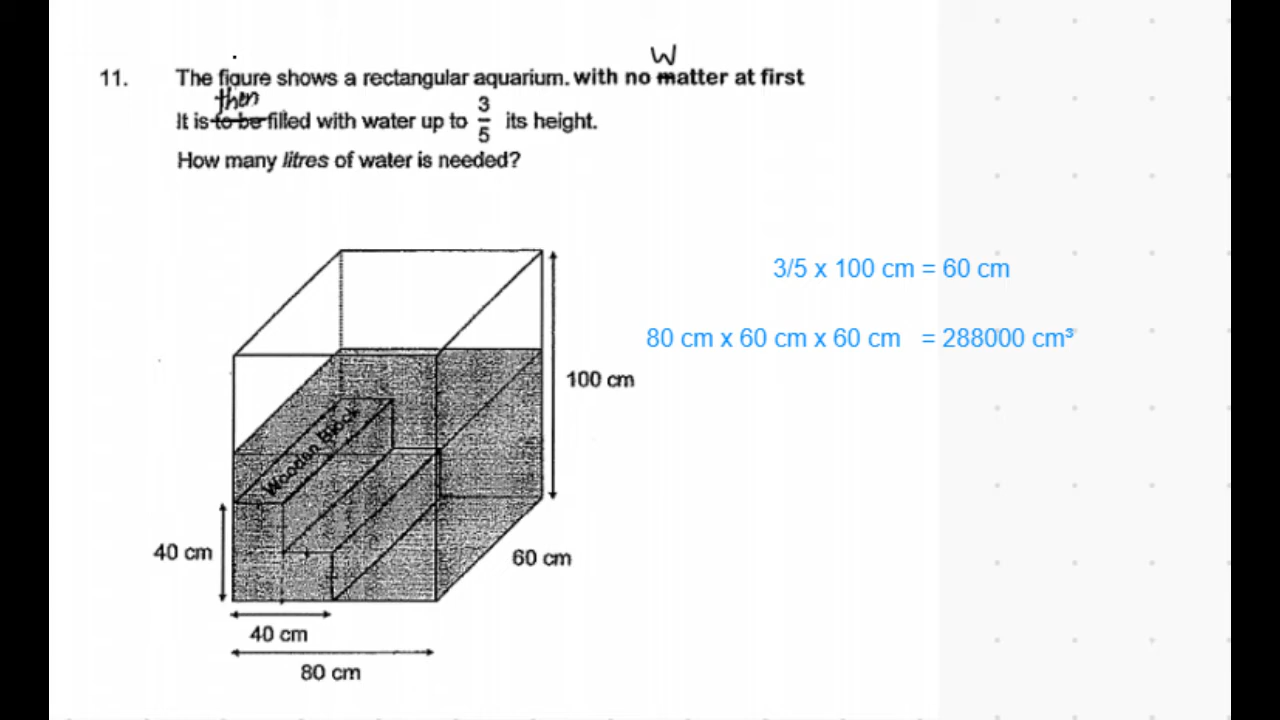 W
11. The figure shows a rectangular aquarium. with no matter at first
then
It is to be filled with water up to 3/5 its height.
How many litres of water is needed?
3/5 x 100 cm = 60 cm
80 cm x 60 cm x 60 cm = 288000 cm³
100 cm
Wooden Block
40 cm
60 cm
40 cm
80 cm